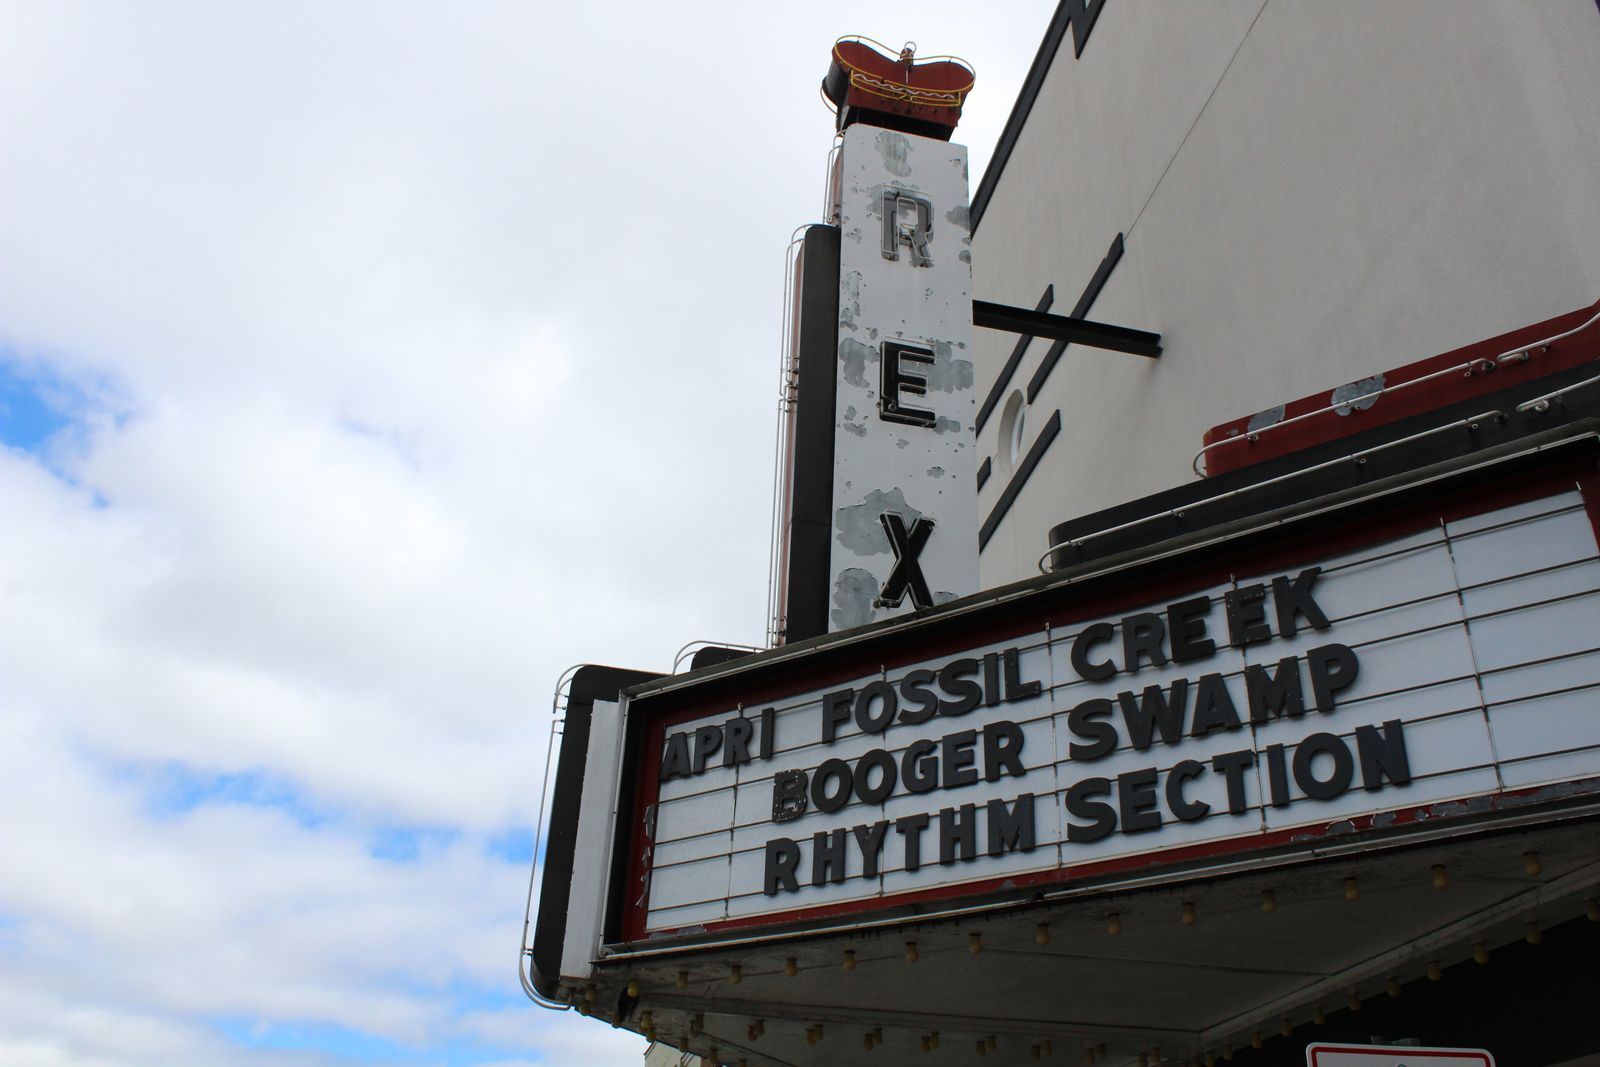 REX
APRI FOSSIL CREEK
BOOGER SWAMP
RHYTHM SECTION